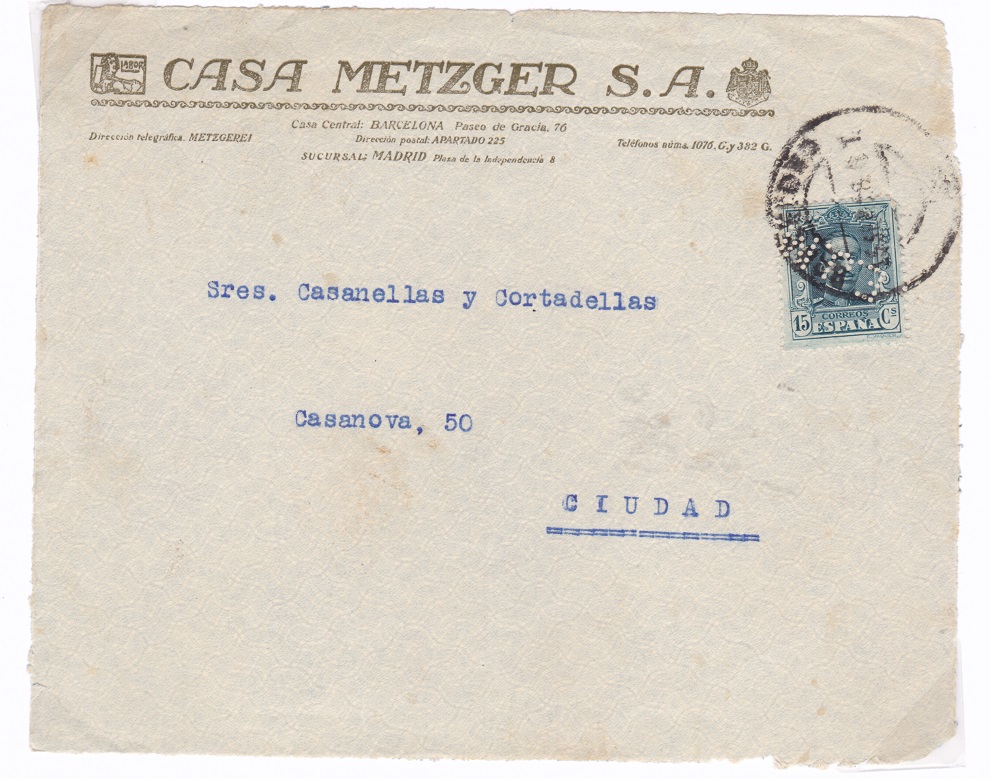 LABOR
CASA METZGER S.A.
Casa Central: BARCELONA Paseo de Gracia, 76
Dirección telegráfica. METZGEREI
Dirección postal: APARTADO 225
Teléfonos núms. 1076. G. y 382 G.
SUCURSAL: MADRID Plaza de la Independencia 8
Sres. Casanellas y Cortadellas
15 CORREOS Cs
ESPAÑA
Casanova, 50
CIUDAD